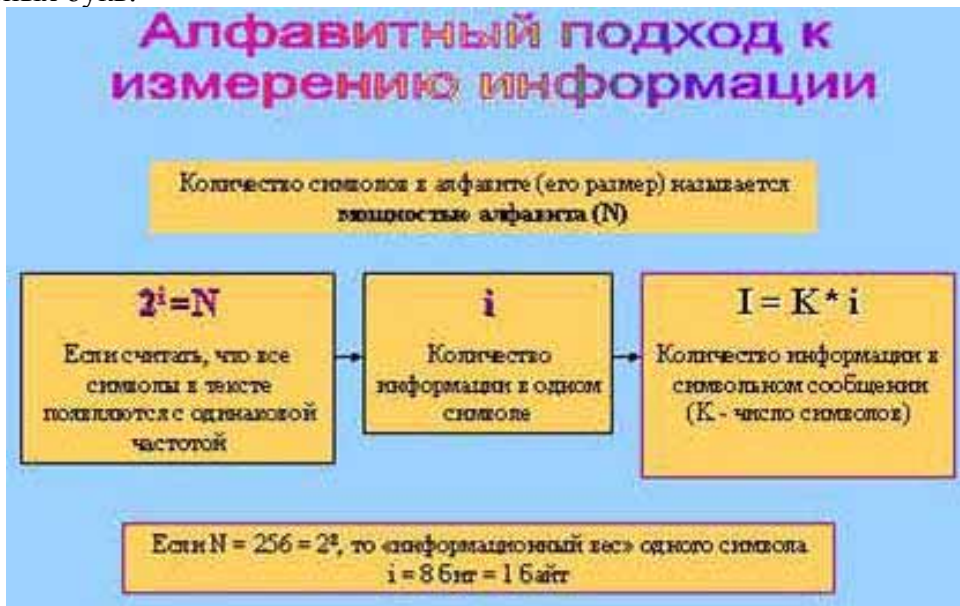 букв.
Алфавитный подход к
измерению информации
Количество символов в алфавите (его размер) называется
мощностью алфавита (N)
2ⁱ=N
Если считать, что все
символы в тексте
появляются с одинаковой
частотой
i
Количество
информации в одном
символе
I = K * i
Количество информации в
символьном сообщении
(К - число символов)
Если N = 256 = 2⁸, то «информационный вес» одного символа
i = 8 бит = 1 байт